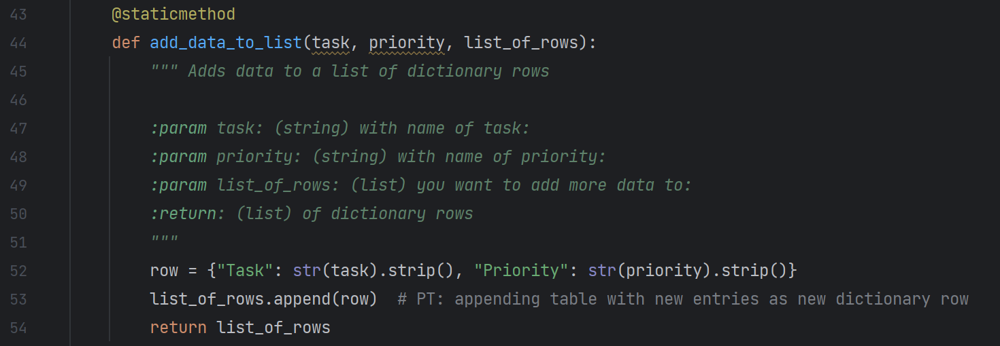 43 @staticmethod
44 def add_data_to_list(task, priority, list_of_rows):
45 """ Adds data to a list of dictionary rows
46
47 :param task: (string) with name of task:
48 :param priority: (string) with name of priority:
49 :param list_of_rows: (list) you want to add more data to:
50 :return: (list) of dictionary rows
51 """
52 row = {"Task": str(task).strip(), "Priority": str(priority).strip()}
53 list_of_rows.append(row)  # PT: appending table with new entries as new dictionary row
54 return list_of_rows